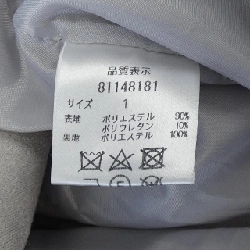 品質表示
81148181
サイズ 1
表地 ポリエステル 90%
ポリウレタン 10%
裏地 ポリエステル 100%